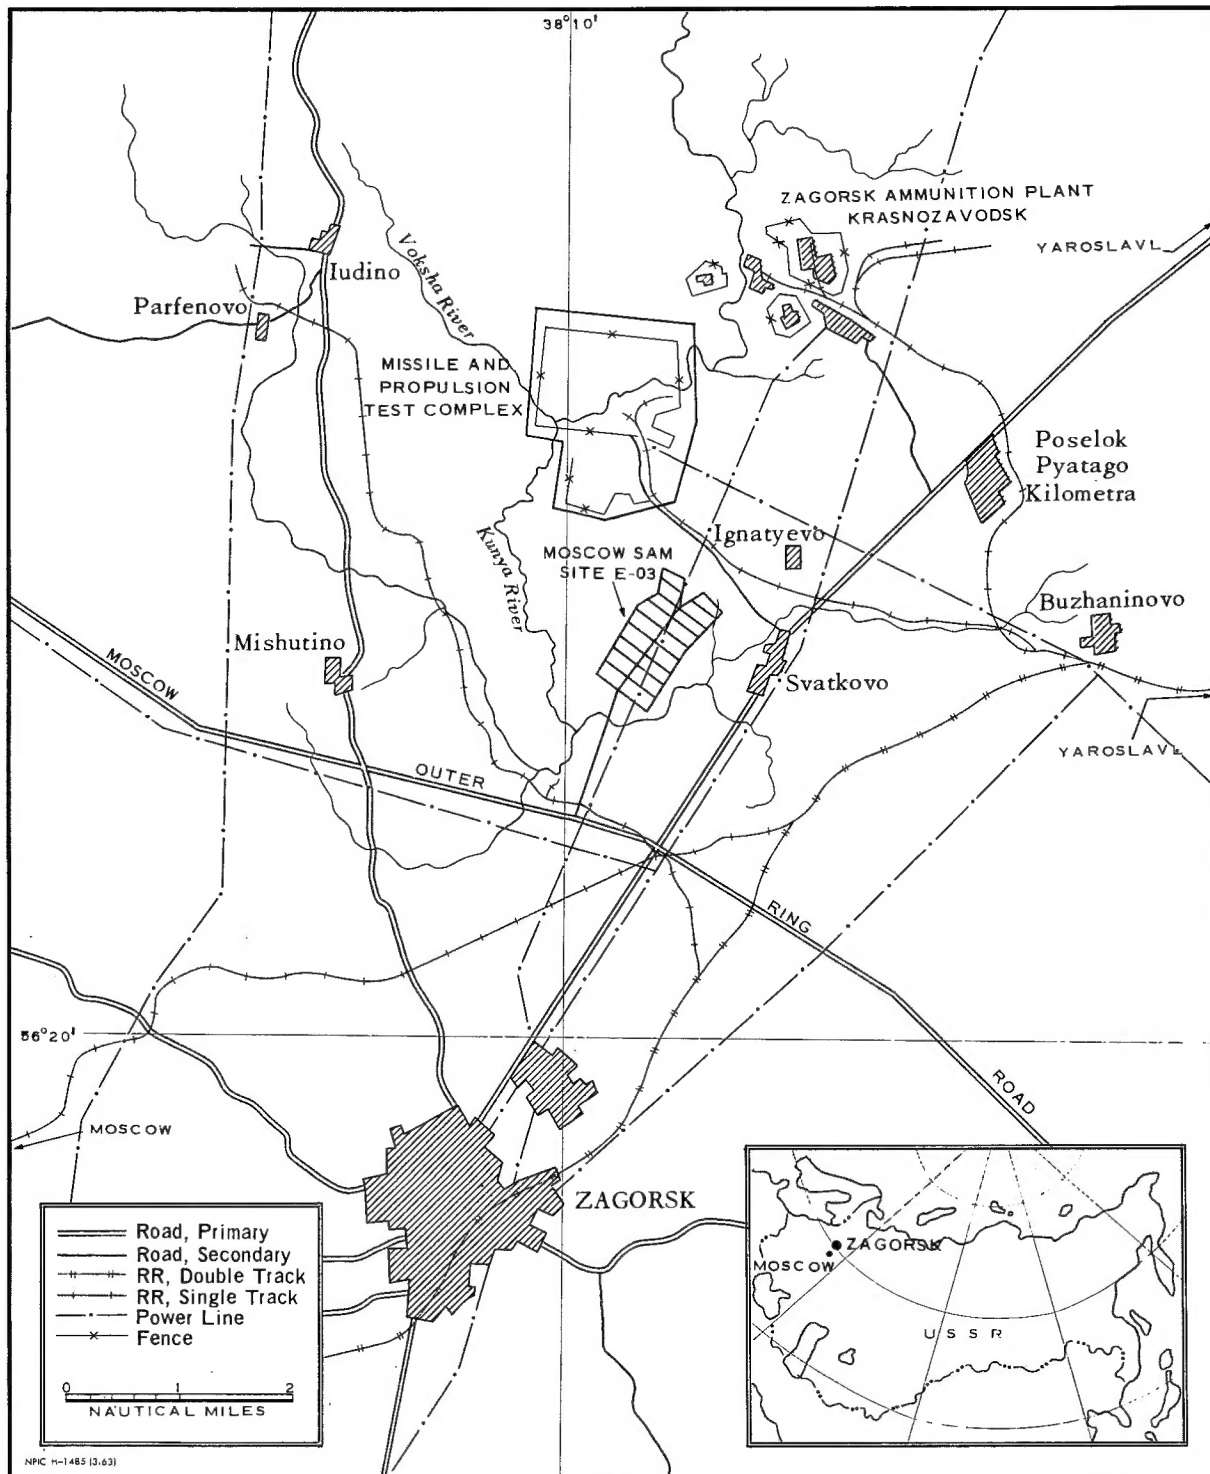 38°10'
ZAGORSK AMMUNITION PLANT
KRASNOZAVODSK
YAROSLAVL
Voksha River
Iudino
Parfenovo
MISSILE AND
PROPULSION
TEST COMPLEX
Poselok
Pyatago
Kilometra
Ignatyevo
Kunya River
MOSCOW SAM
SITE E-03
Buzhaninovo
Mishutino
MOSCOW
Svatkovo
YAROSLAVL
OUTER
RING
56°20'
ROAD
MOSCOW
ZAGORSK
Road, Primary
Road, Secondary
RR, Double Track
RR, Single Track
Power Line
Fence
0 1 2
NAUTICAL MILES
ZAGORSK
MOSCOW
USSR
NPIC H-1485 (3.63)